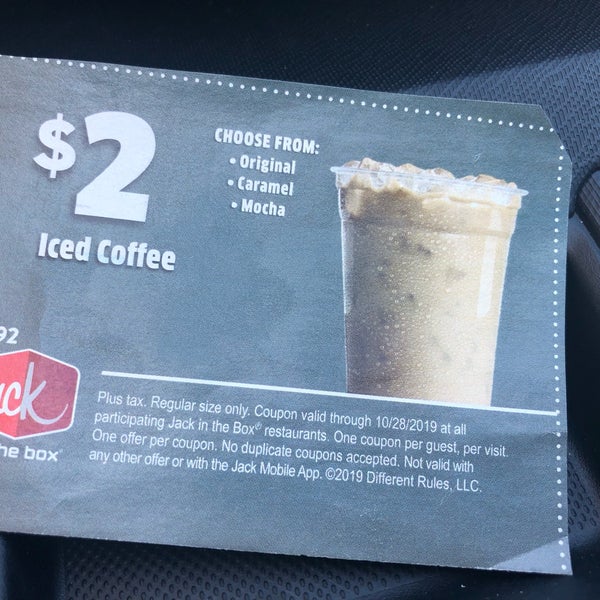 $2
Iced Coffee
CHOOSE FROM:
• Original
• Caramel
• Mocha
92
ck
he box®
Plus tax. Regular size only. Coupon valid through 10/28/2019 at all
participating Jack in the Box® restaurants. One coupon per guest, per visit.
One offer per coupon. No duplicate coupons accepted. Not valid with
any other offer or with the Jack Mobile App. ©2019 Different Rules, LLC.